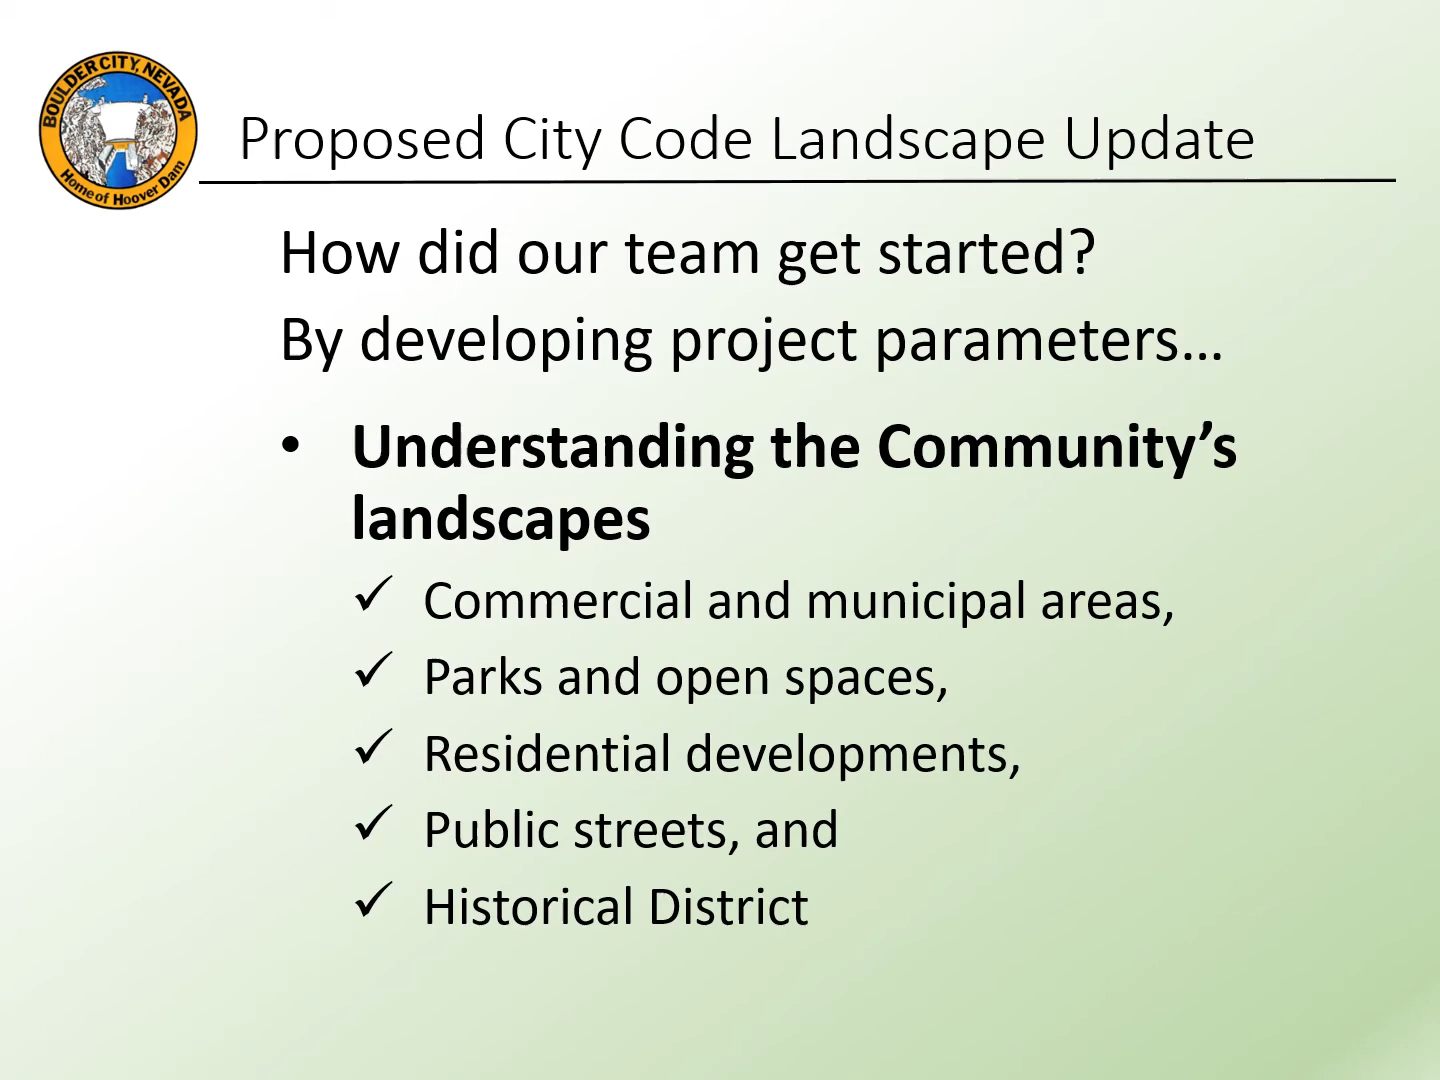 BOULDER CITY, NEVADA
Home of Hoover Dam
Proposed City Code Landscape Update
How did our team get started?
By developing project parameters…
• Understanding the Community’s
landscapes
✓ Commercial and municipal areas,
✓ Parks and open spaces,
✓ Residential developments,
✓ Public streets, and
✓ Historical District